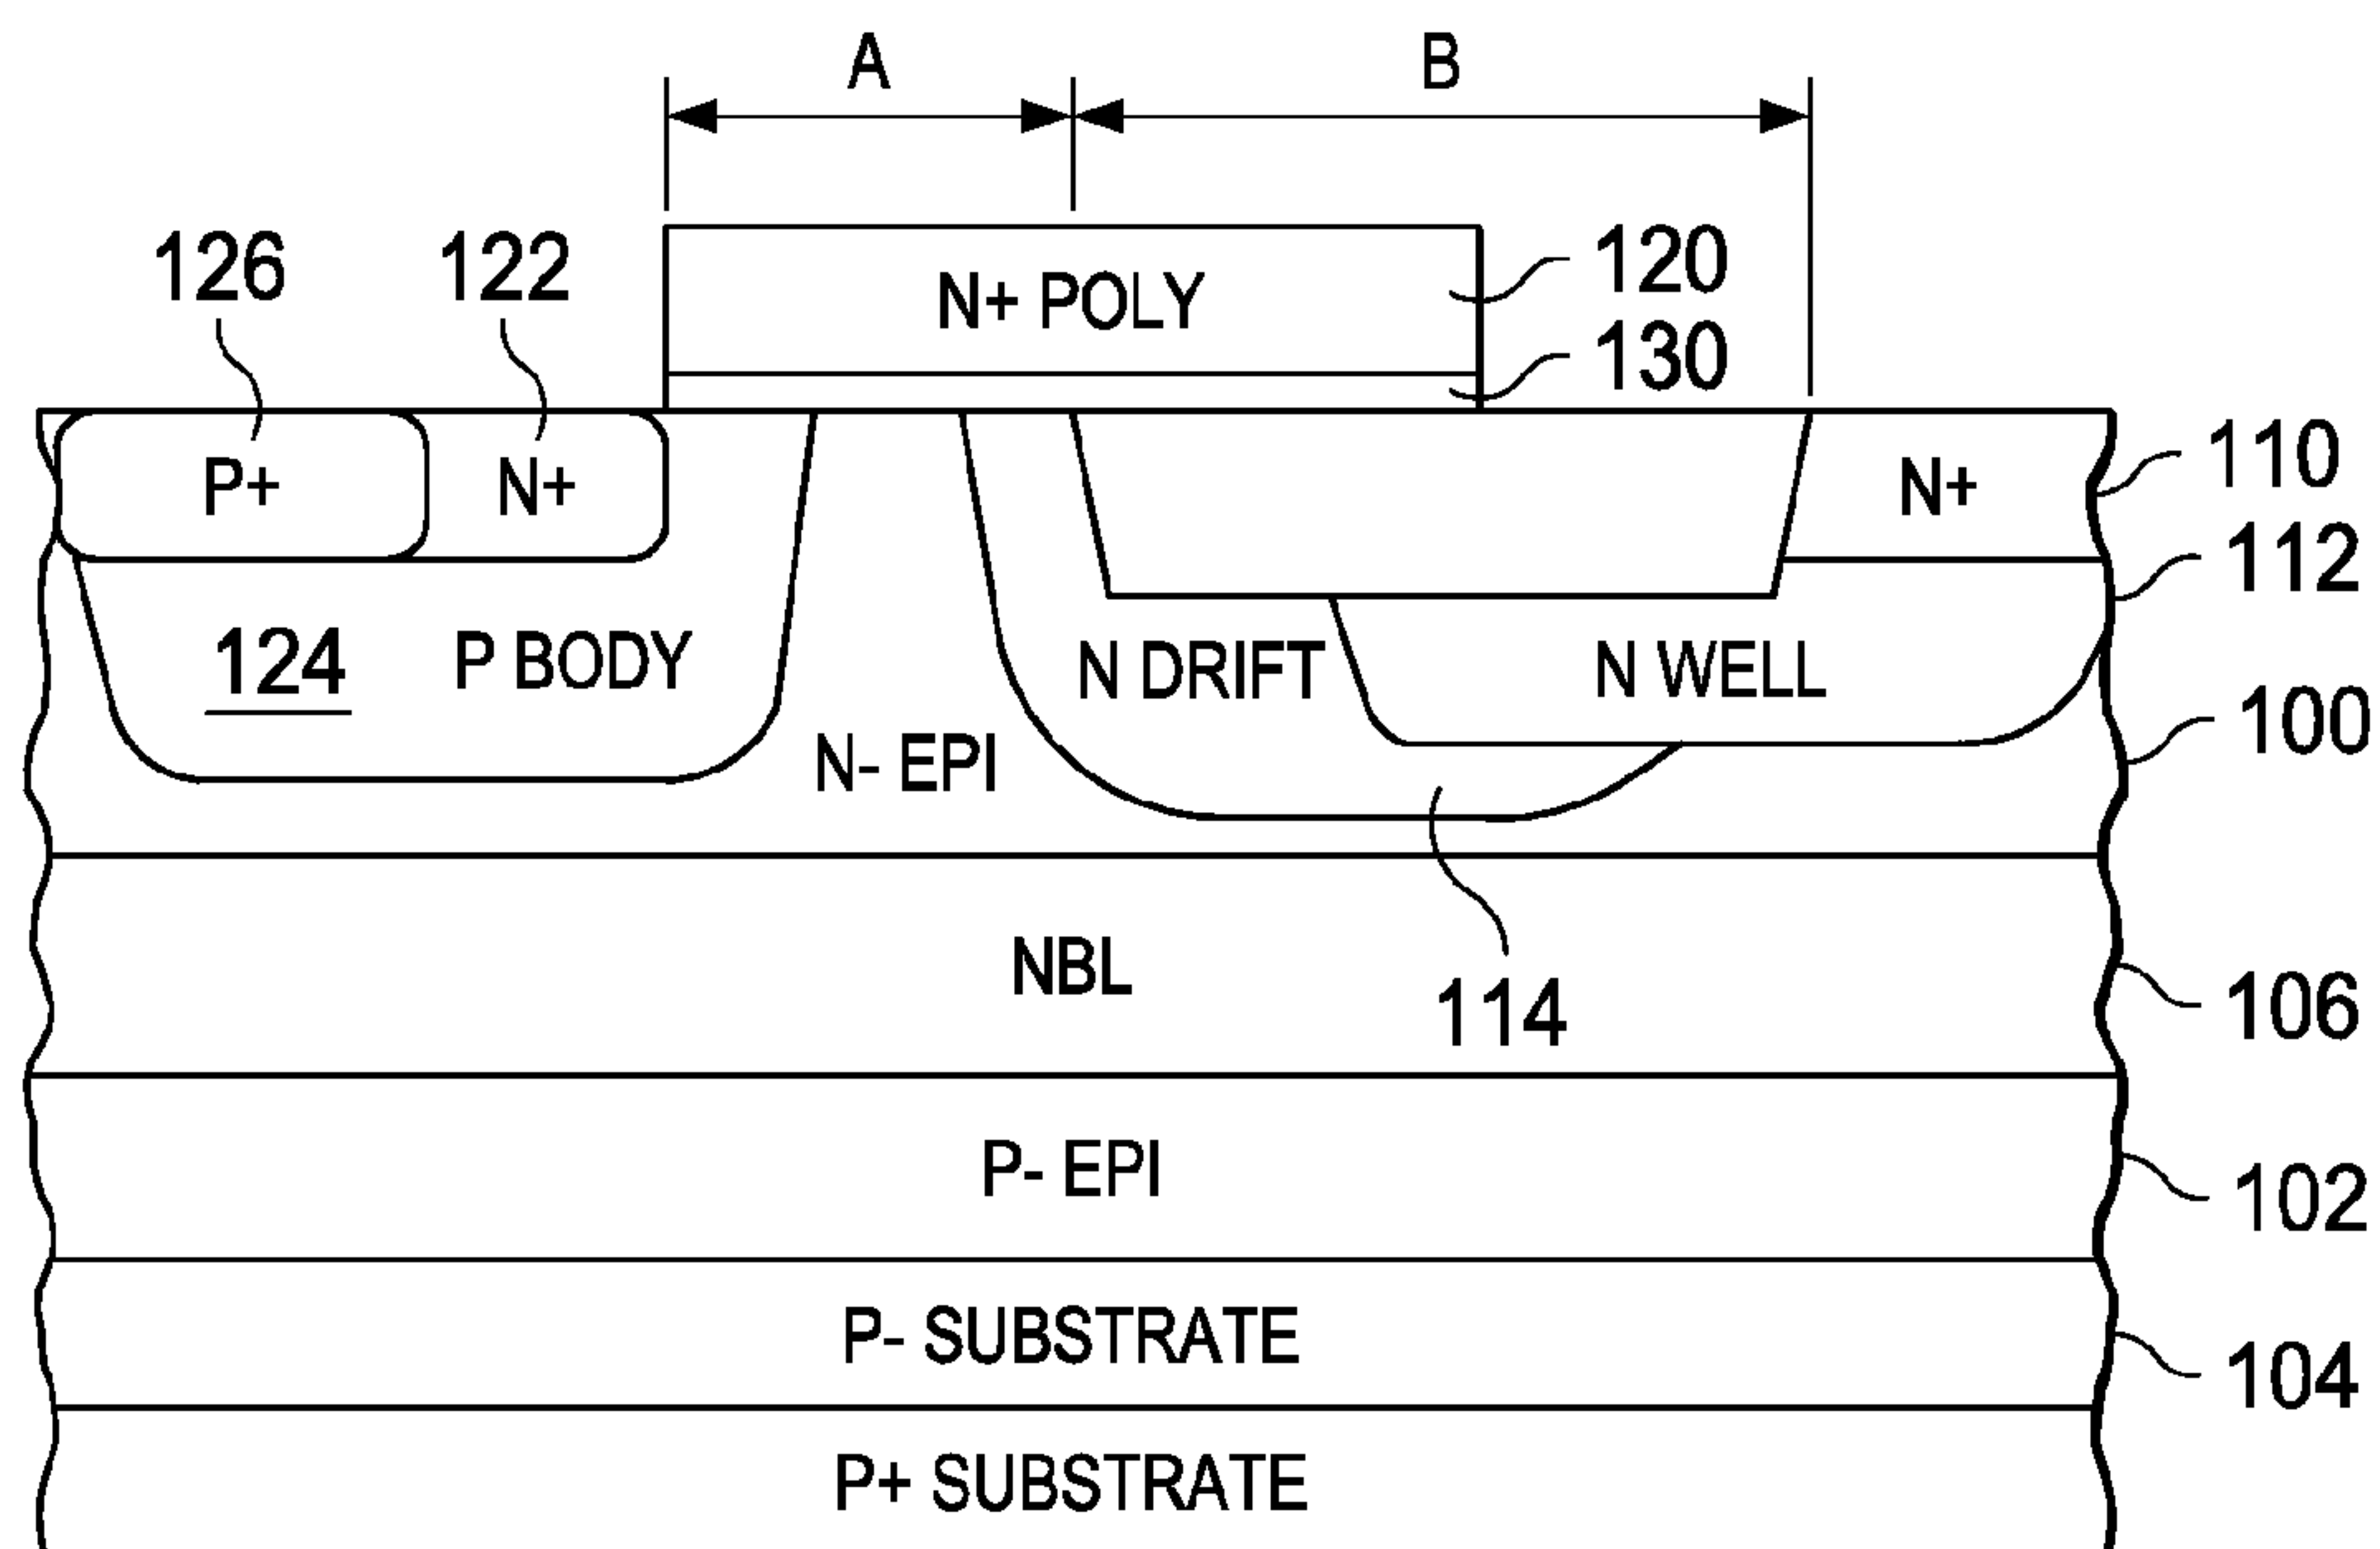 A
B
126
122
N+ POLY
120
130
P+
N+
N+
110
112
124
P BODY
N DRIFT
N WELL
100
N- EPI
NBL
114
106
P- EPI
102
P- SUBSTRATE
104
P+ SUBSTRATE